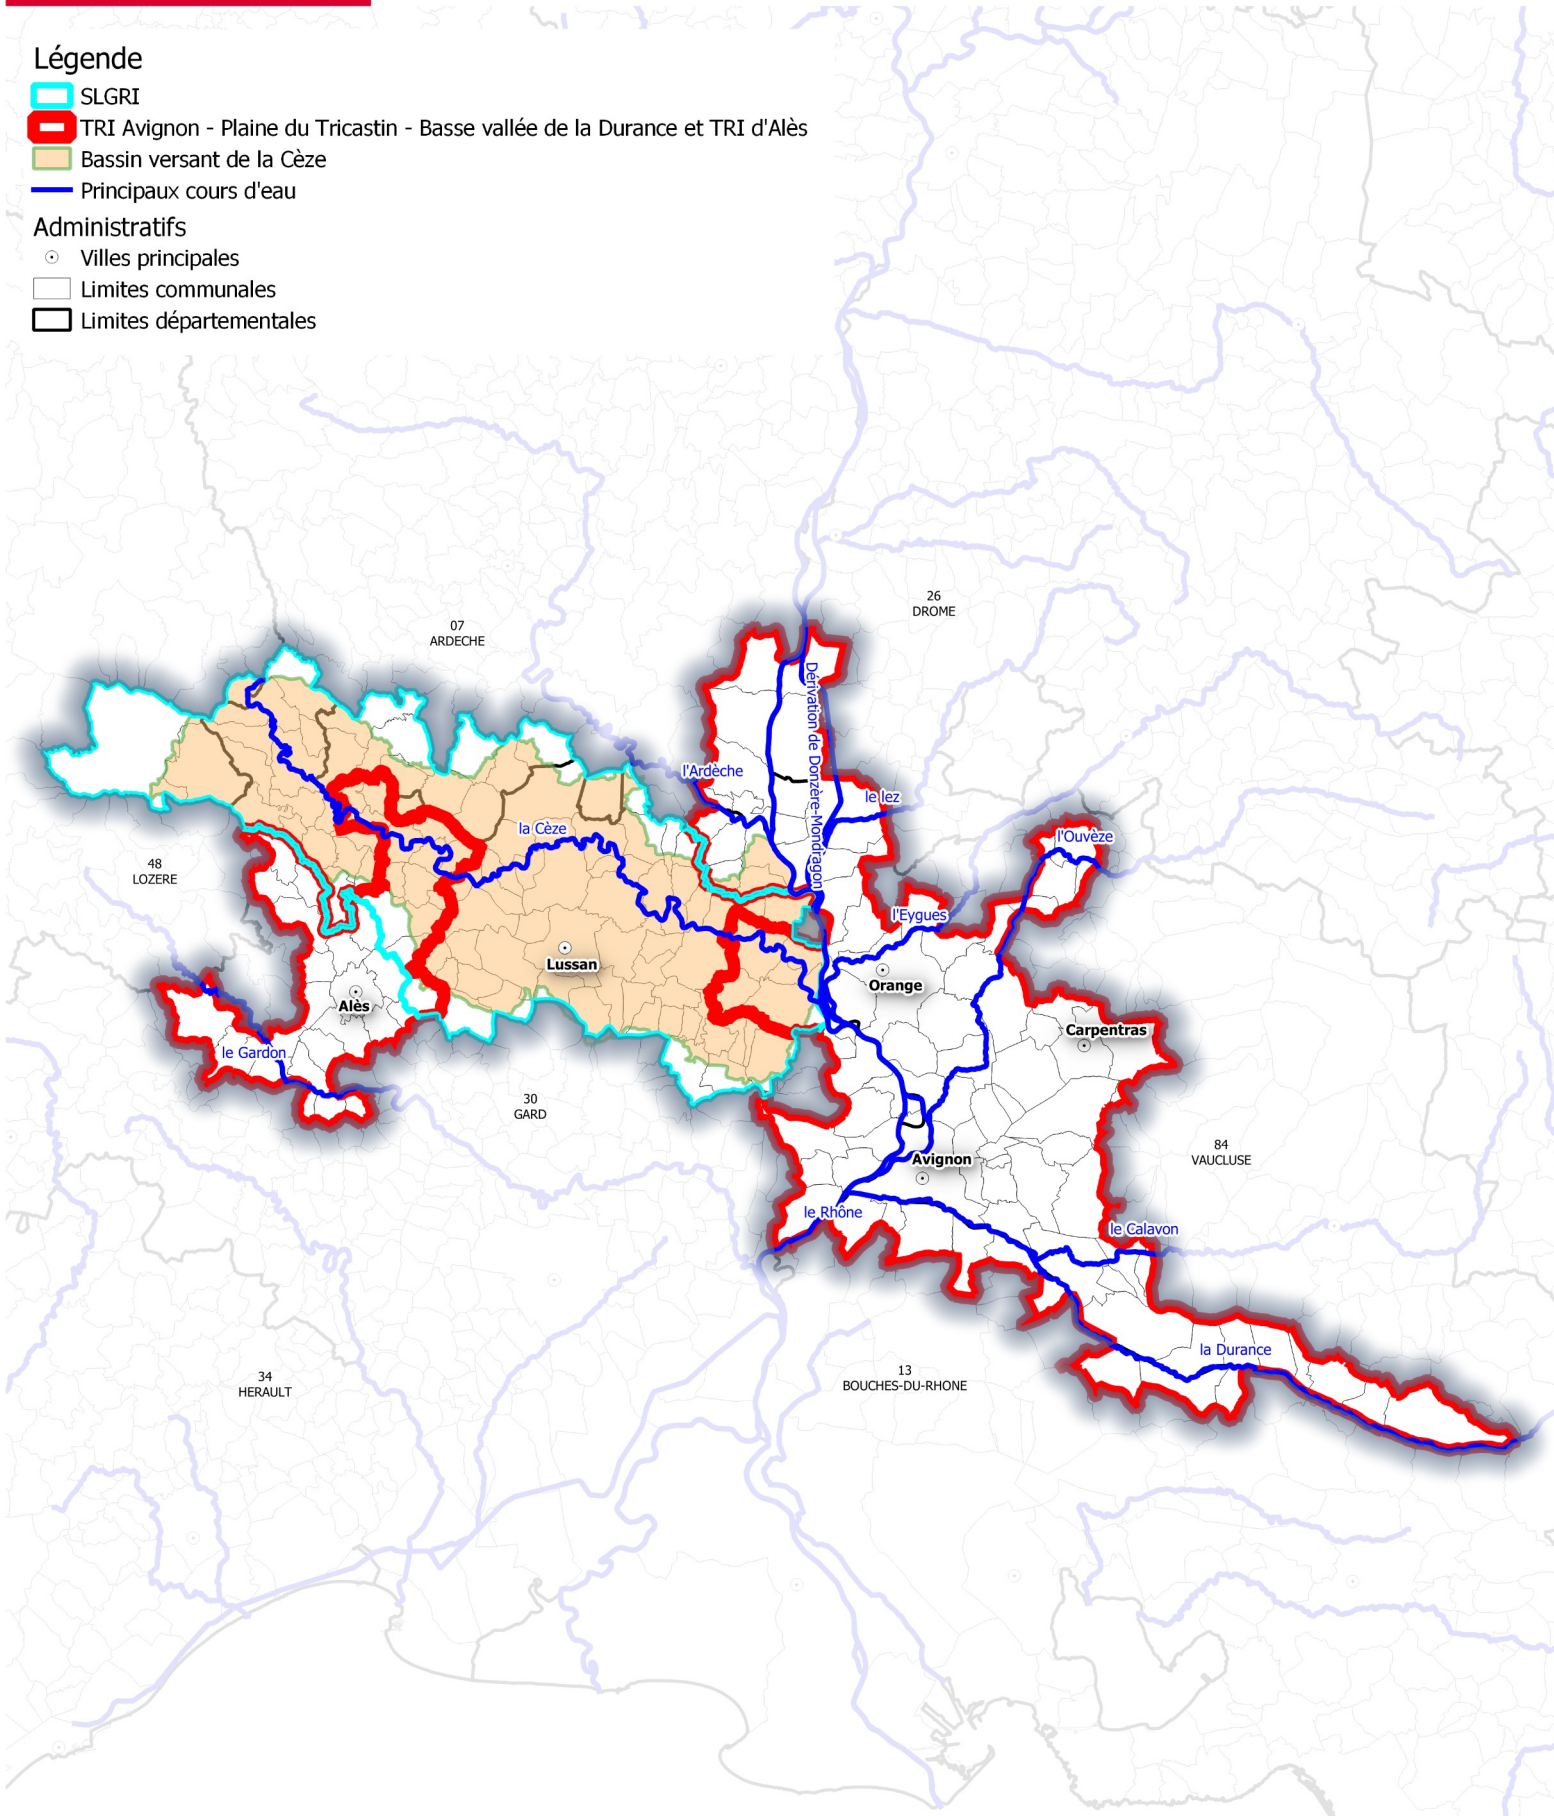 Légende
SLGRI
TRI Avignon - Plaine du Tricastin - Basse vallée de la Durance et TRI d'Alès
Bassin versant de la Cèze
Principaux cours d'eau
Administratifs
Villes principales
Limites communales
Limites départementales
26
DROME
07
ARDECHE
Dérivation de Donzère-Mondragon
l'Ardèche
le lez
la Cèze
l'Ouvèze
48
LOZERE
l'Eygues
Lussan
Orange
Alès
Carpentras
le Gardon
30
GARD
84
VAUCLUSE
Avignon
le Rhône
le Calavon
la Durance
34
HERAULT
13
BOUCHES-DU-RHONE